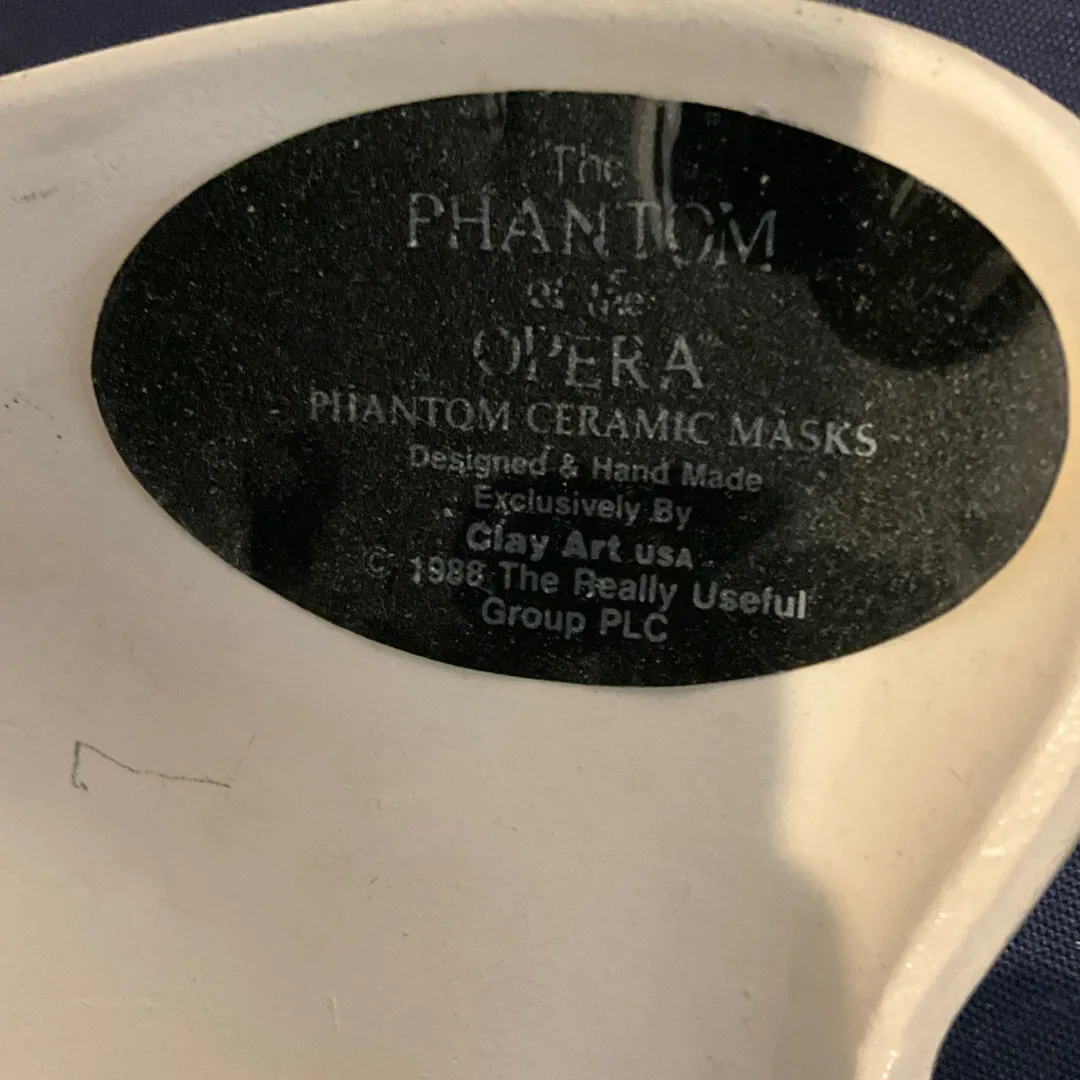 The
PHANTOM
of the
OPERA™
PHANTOM CERAMIC MASKS
Designed & Hand Made
Exclusively By
Clay Art USA
© 1988 The Really Useful
Group PLC